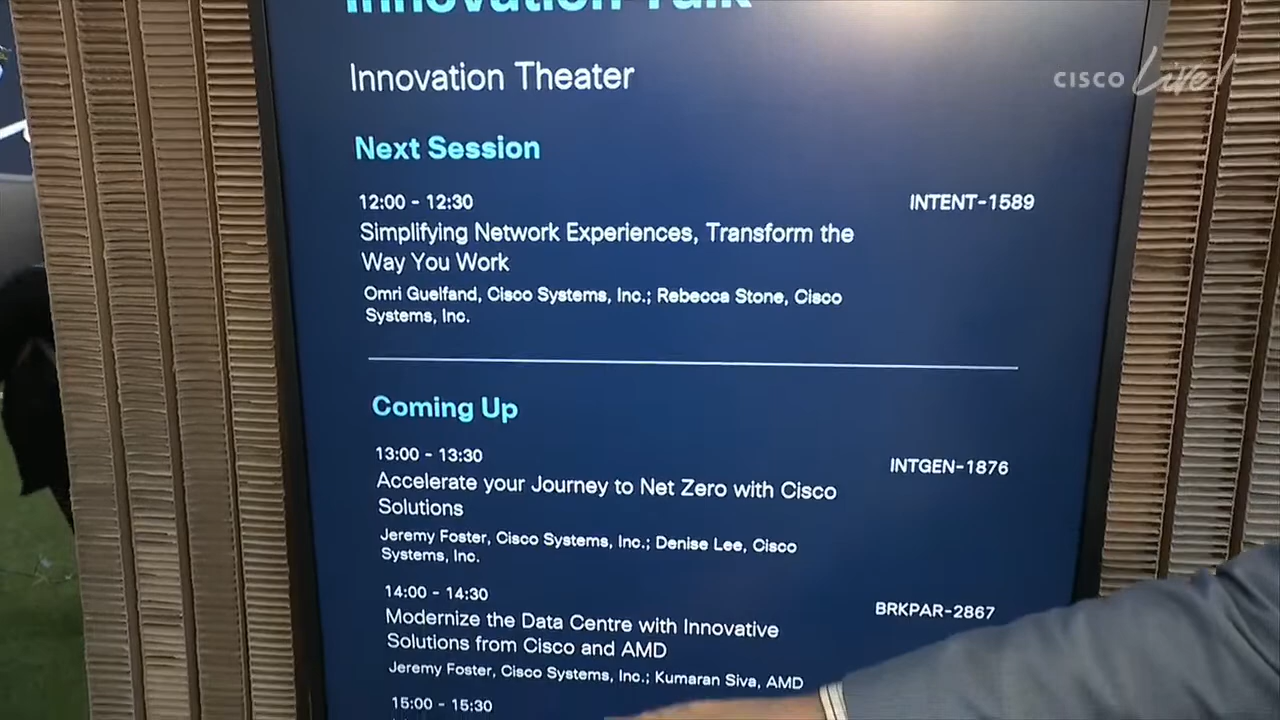 Innovation Talk
Innovation Theater
CISCO Live!
Next Session
12:00 - 12:30
INTENT-1589
Simplifying Network Experiences, Transform the
Way You Work
Omri Guelfand, Cisco Systems, Inc.; Rebecca Stone, Cisco
Systems, Inc.
Coming Up
13:00 - 13:30
INTGEN-1876
Accelerate your Journey to Net Zero with Cisco
Solutions
Jeremy Foster, Cisco Systems, Inc.; Denise Lee, Cisco
Systems, Inc.
14:00 - 14:30
BRKPAR-2867
Modernize the Data Centre with Innovative
Solutions from Cisco and AMD
Jeremy Foster, Cisco Systems, Inc.; Kumaran Siva, AMD
15:00 - 15:30